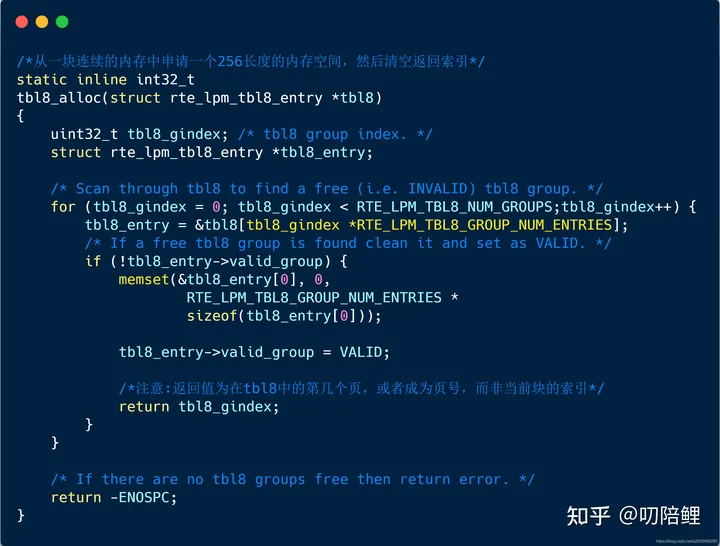 /*从一块连续的内存中申请一个256长度的内存空间，然后清空返回索引*/
static inline int32_t
tbl8_alloc(struct rte_lpm_tbl8_entry *tbl8)
{
    uint32_t tbl8_gindex; /* tbl8 group index. */
    struct rte_lpm_tbl8_entry *tbl8_entry;

    /* Scan through tbl8 to find a free (i.e. INVALID) tbl8 group. */
    for (tbl8_gindex = 0; tbl8_gindex < RTE_LPM_TBL8_NUM_GROUPS;tbl8_gindex++) {
        tbl8_entry = &tbl8[tbl8_gindex *RTE_LPM_TBL8_GROUP_NUM_ENTRIES];
        /* If a free tbl8 group is found clean it and set as VALID. */
        if (!tbl8_entry->valid_group) {
            memset(&tbl8_entry[0], 0,
                    RTE_LPM_TBL8_GROUP_NUM_ENTRIES *
                    sizeof(tbl8_entry[0]));

            tbl8_entry->valid_group = VALID;

            /*注意:返回值为在tbl8中的第几个页，或者成为页号，而非当前块的索引*/
            return tbl8_gindex;
        }
    }

    /* If there are no tbl8 groups free then return error. */
    return -ENOSPC;
}
知乎 @叨陪鲤